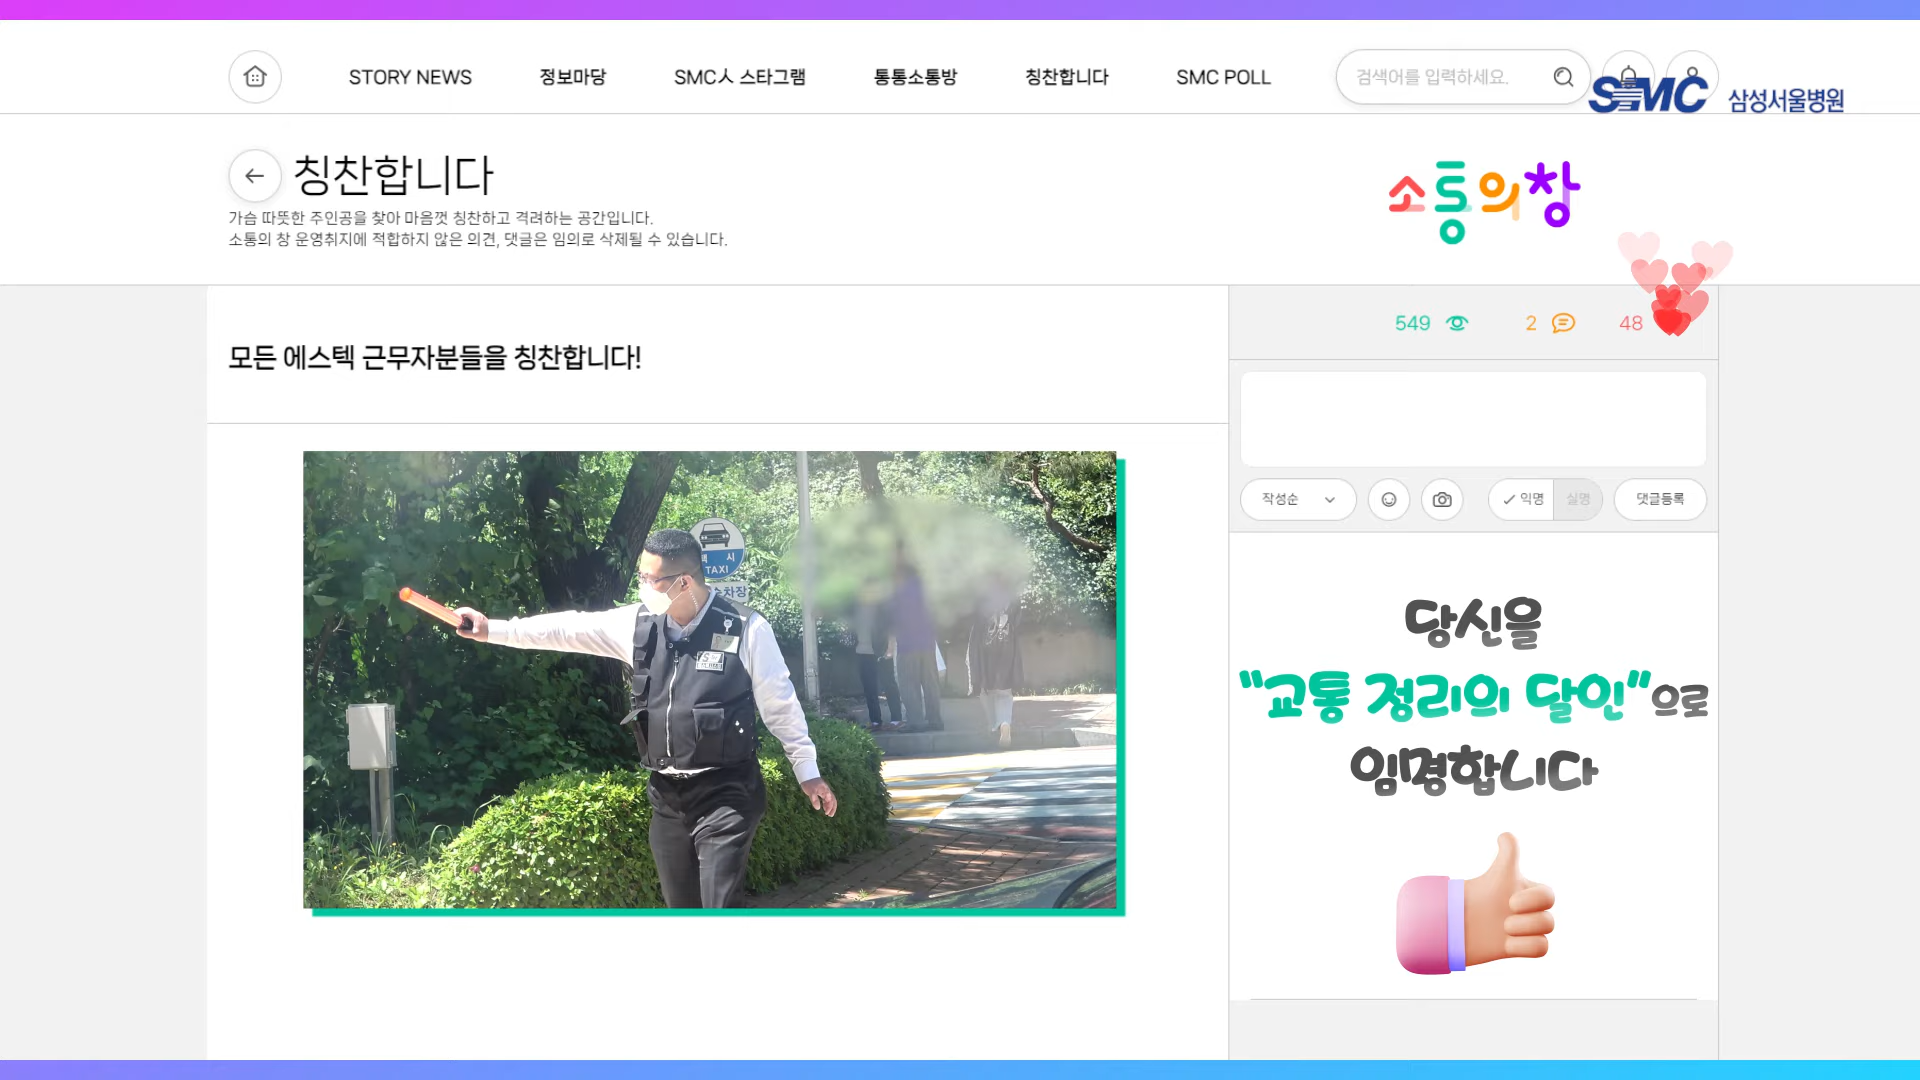 STORY NEWS 정보마당 SMC人 스타그램 통통소통방 칭찬합니다 SMC POLL 검색어를 입력하세요.
SMC 삼성서울병원
칭찬합니다
소통의창
가슴 따뜻한 주인공을 찾아 마음껏 칭찬하고 격려하는 공간입니다.
소통의 창 운영취지에 적합하지 않은 의견, 댓글은 임의로 삭제될 수 있습니다.
549 2 48
모든 에스텍 근무자분들을 칭찬합니다!
작성순 익명 실명 댓글등록
택 시
TAXI
승차장
당신을
"교통 정리의 달인"으로
임명합니다